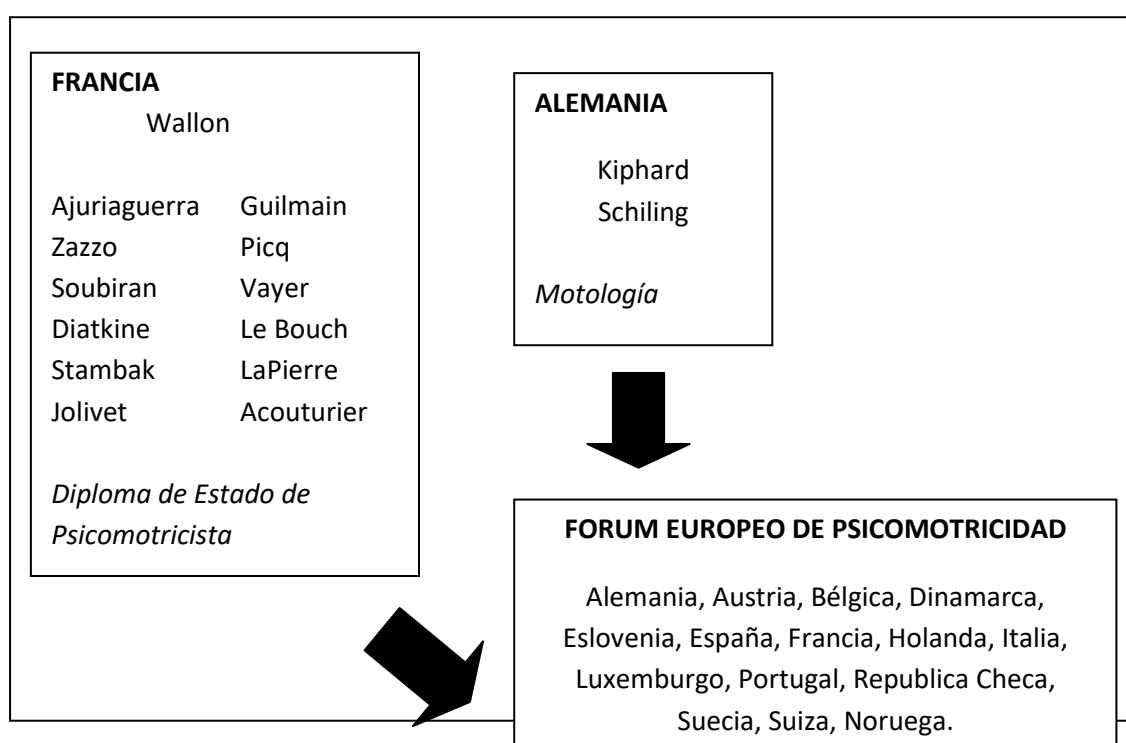 FRANCIA
Wallon
Ajuriaguerra Guilmain
Zazzo Picq
Soubiran Vayer
Diatkine Le Bouch
Stambak LaPierre
Jolivet Acouturier
Diploma de Estado de
Psicomotricista
ALEMANIA
Kiphard
Schiling
Motología
FORUM EUROPEO DE PSICOMOTRICIDAD
Alemania, Austria, Bélgica, Dinamarca,
Eslovenia, España, Francia, Holanda, Italia,
Luxemburgo, Portugal, Republica Checa,
Suecia, Suiza, Noruega.